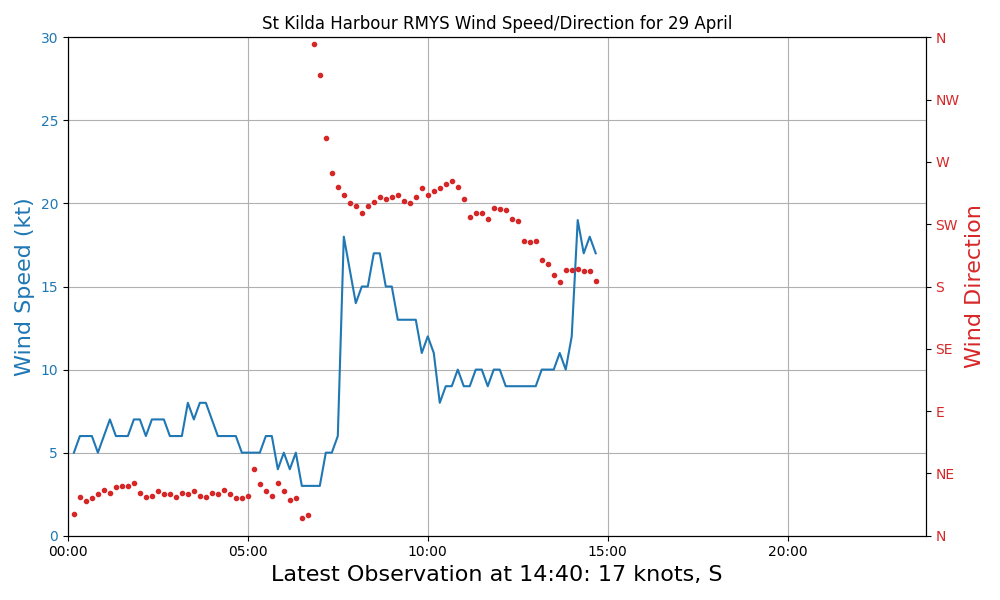 St Kilda Harbour RMYS Wind Speed/Direction for 29 April
30
25
20
15
10
5
0
Wind Speed (kt)
N
NW
W
SW
S
SE
E
NE
N
Wind Direction
00:00
05:00
10:00
15:00
20:00
Latest Observation at 14:40: 17 knots, S